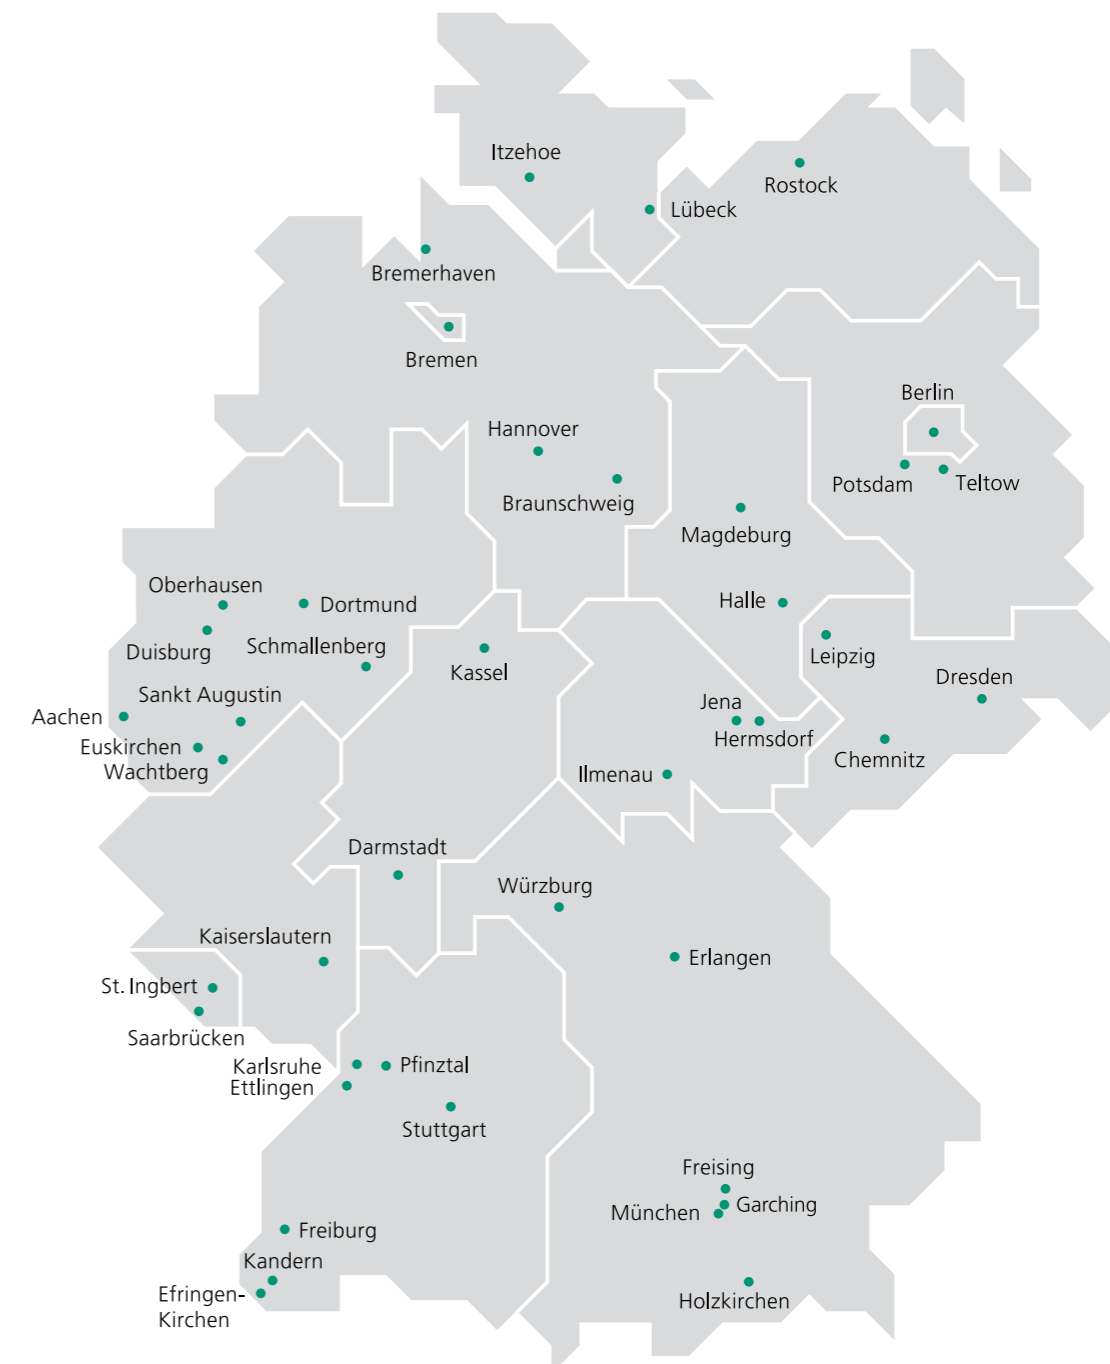 Itzehoe
Rostock
Lübeck
Bremerhaven
Bremen
Berlin
Hannover
Potsdam
Teltow
Braunschweig
Magdeburg
Oberhausen
Dortmund
Halle
Duisburg
Schmallenberg
Kassel
Leipzig
Dresden
Sankt Augustin
Jena
Aachen
Hermsdorf
Euskirchen
Chemnitz
Wachtberg
Ilmenau
Darmstadt
Würzburg
Kaiserslautern
Erlangen
St. Ingbert
Saarbrücken
Karlsruhe
Pfinztal
Ettlingen
Stuttgart
Freising
Garching
München
Freiburg
Kandern
Efringen-
Kirchen
Holzkirchen